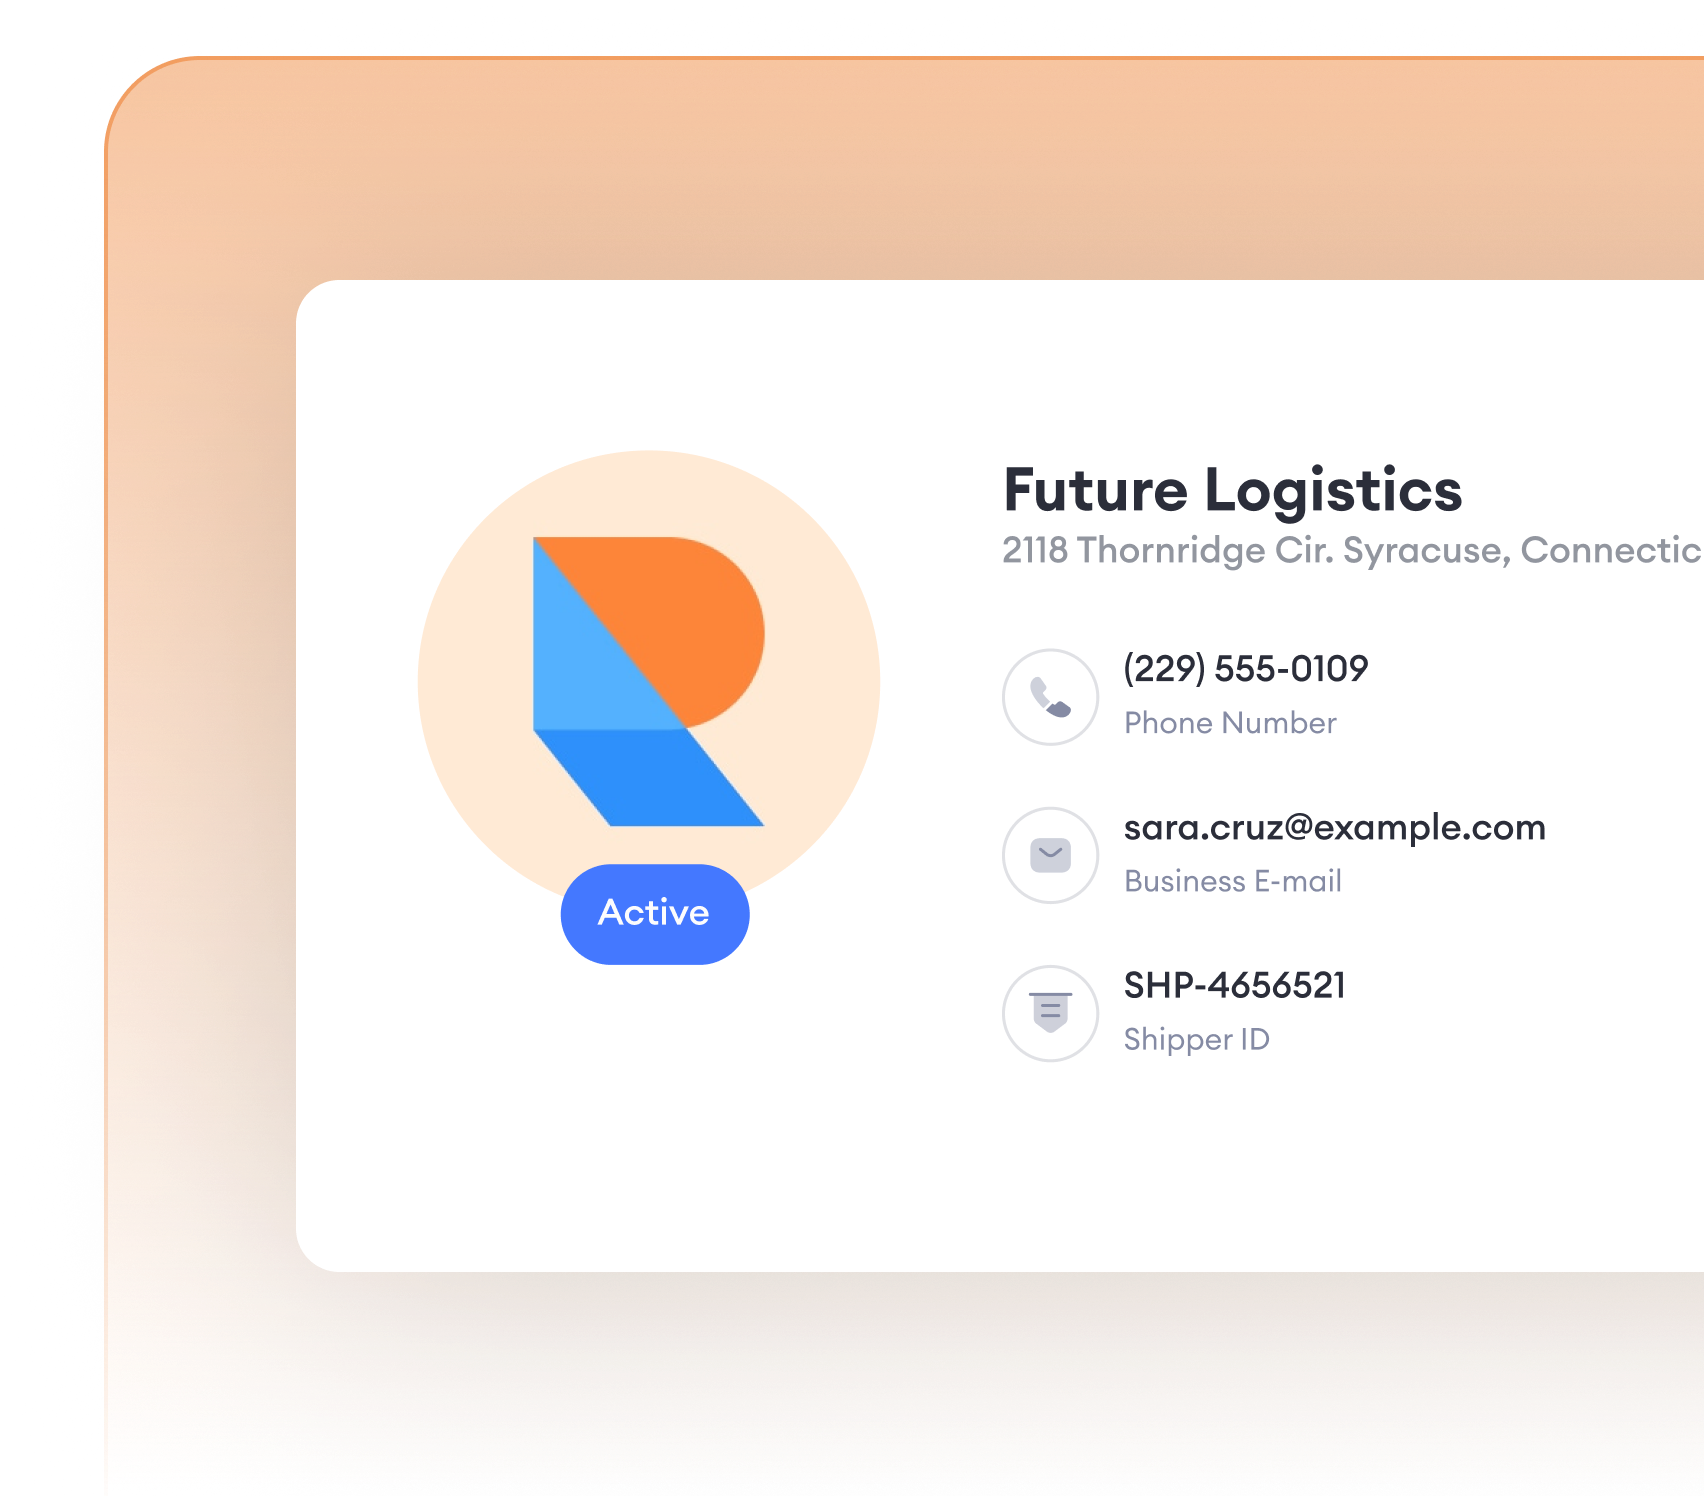 Future Logistics
2118 Thornridge Cir. Syracuse, Connectic
(229) 555-0109
Phone Number
sara.cruz@example.com
Business E-mail
Active
SHP-4656521
Shipper ID